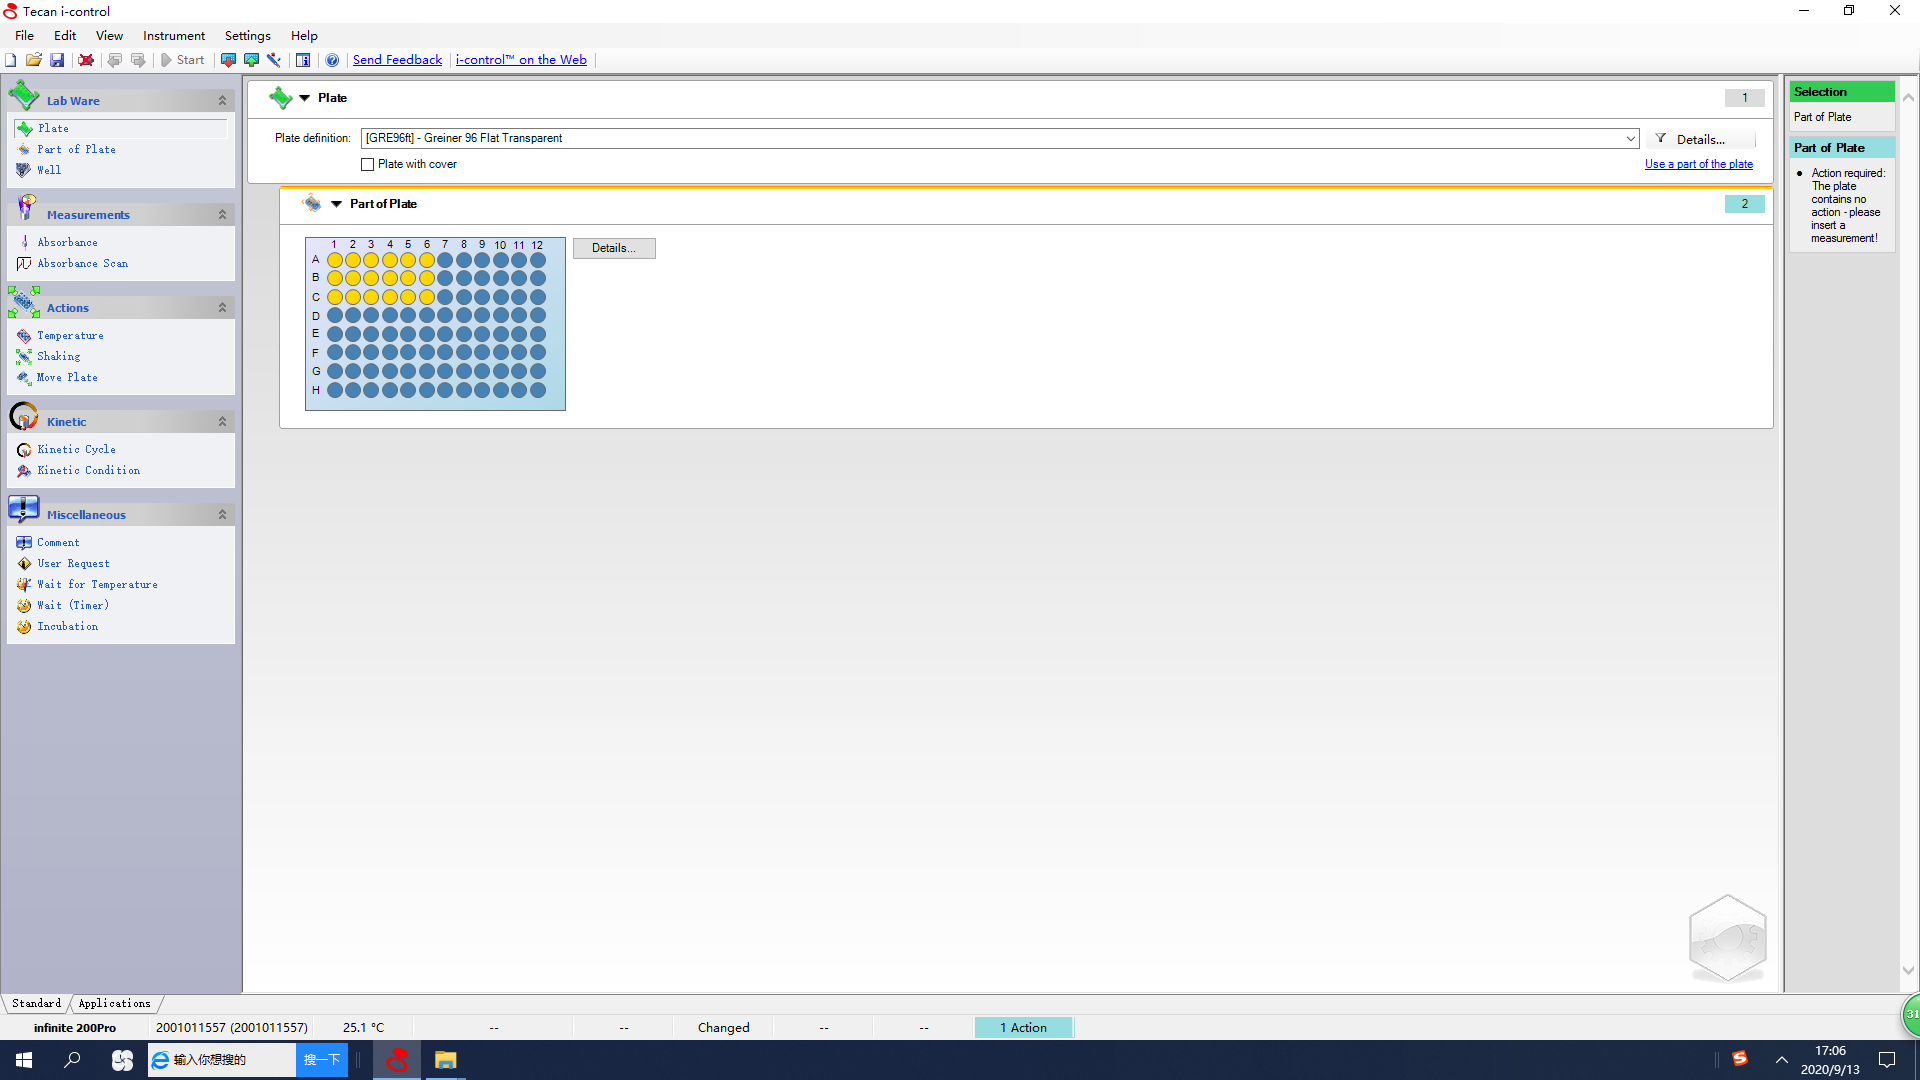 Tecan i-control
File Edit View Instrument Settings Help
Start Send Feedback i-control™ on the Web
Lab Ware
Plate
Part of Plate
Well
Measurements
Absorbance
Absorbance Scan
Actions
Temperature
Shaking
Move Plate
Kinetic
Kinetic Cycle
Kinetic Condition
Miscellaneous
Comment
User Request
Wait for Temperature
Wait (Timer)
Incubation
Plate 1
Plate definition: [GRE96ft] - Greiner 96 Flat Transparent Details...
Plate with cover Use a part of the plate
Part of Plate 2
1 2 3 4 5 6 7 8 9 10 11 12
A
B
C
D
E
F
G
H
Details...
Selection
Part of Plate
Part of Plate
Action required:
The plate
contains no
action - please
insert a
measurement!
Standard Applications
infinite 200Pro 2001011557 (2001011557) 25.1 °C -- -- Changed -- -- 1 Action
31
输入你想搜的 搜一下
17:06
2020/9/13